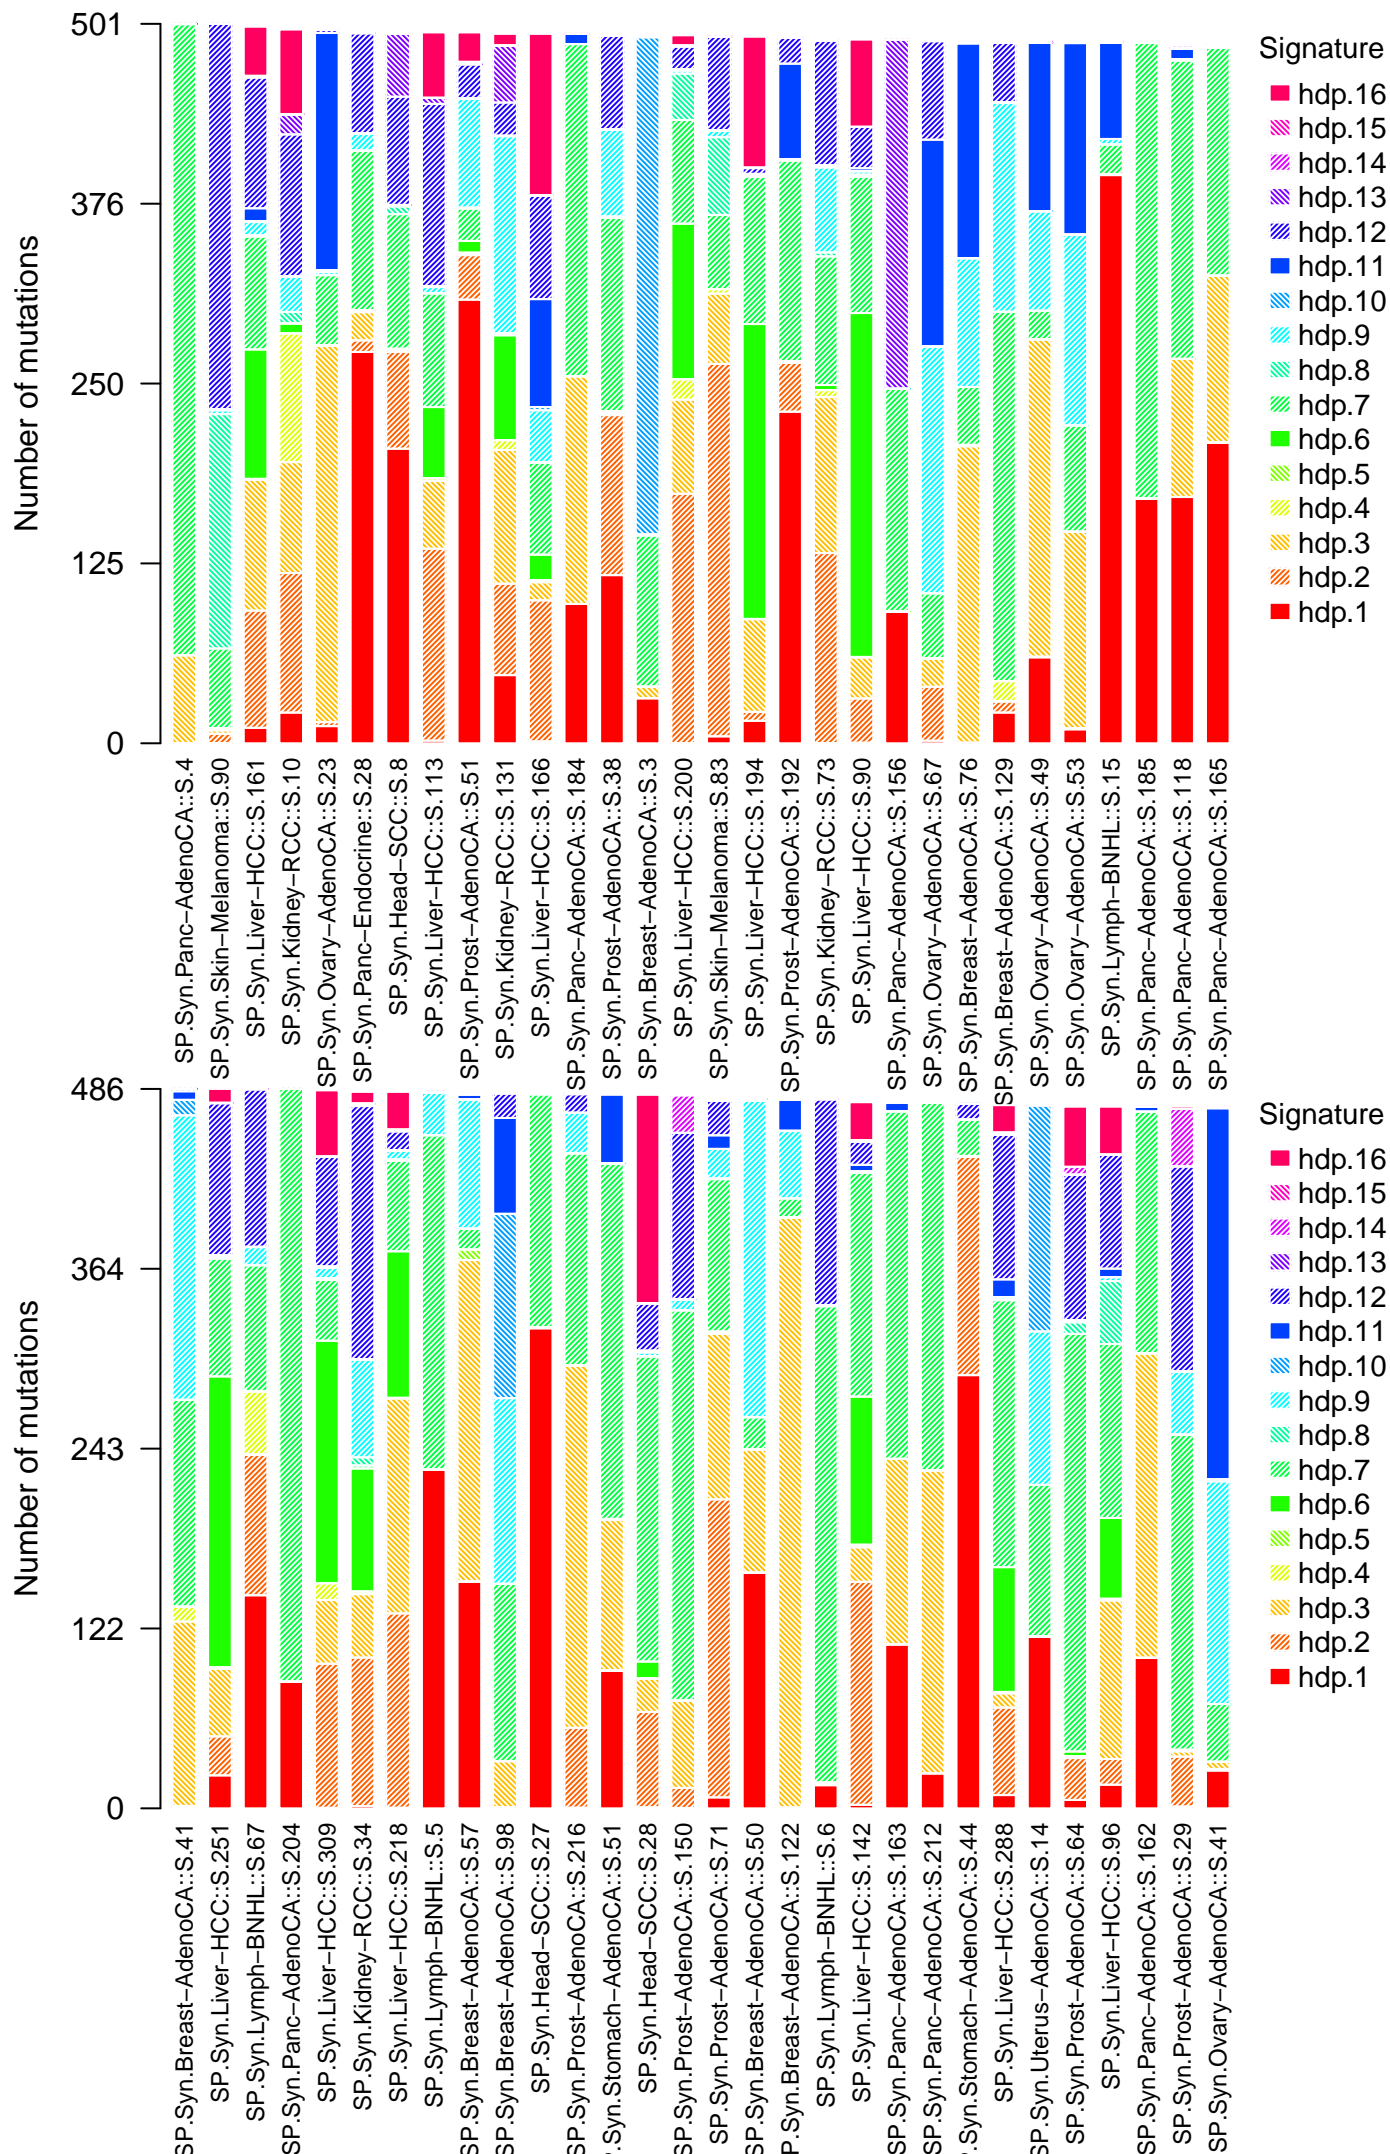 Number of mutations
501
376
250
125
0
Signature
hdp.16
hdp.15
hdp.14
hdp.13
hdp.12
hdp.11
hdp.10
hdp.9
hdp.8
hdp.7
hdp.6
hdp.5
hdp.4
hdp.3
hdp.2
hdp.1
SP.Syn.Panc−AdenoCA::S.4
SP.Syn.Skin−Melanoma::S.90
SP.Syn.Liver−HCC::S.161
SP.Syn.Kidney−RCC::S.10
SP.Syn.Ovary−AdenoCA::S.23
SP.Syn.Panc−Endocrine::S.28
SP.Syn.Head−SCC::S.8
SP.Syn.Liver−HCC::S.113
SP.Syn.Prost−AdenoCA::S.51
SP.Syn.Kidney−RCC::S.131
SP.Syn.Liver−HCC::S.166
SP.Syn.Panc−AdenoCA::S.184
SP.Syn.Prost−AdenoCA::S.38
SP.Syn.Breast−AdenoCA::S.3
SP.Syn.Liver−HCC::S.200
SP.Syn.Skin−Melanoma::S.83
SP.Syn.Liver−HCC::S.194
SP.Syn.Prost−AdenoCA::S.192
SP.Syn.Kidney−RCC::S.73
SP.Syn.Liver−HCC::S.90
SP.Syn.Panc−AdenoCA::S.156
SP.Syn.Ovary−AdenoCA::S.67
SP.Syn.Breast−AdenoCA::S.76
SP.Syn.Breast−AdenoCA::S.129
SP.Syn.Ovary−AdenoCA::S.49
SP.Syn.Ovary−AdenoCA::S.53
SP.Syn.Lymph−BNHL::S.15
SP.Syn.Panc−AdenoCA::S.185
SP.Syn.Panc−AdenoCA::S.118
SP.Syn.Panc−AdenoCA::S.165
Number of mutations
486
364
243
122
0
Signature
hdp.16
hdp.15
hdp.14
hdp.13
hdp.12
hdp.11
hdp.10
hdp.9
hdp.8
hdp.7
hdp.6
hdp.5
hdp.4
hdp.3
hdp.2
hdp.1
SP.Syn.Breast−AdenoCA::S.41
SP.Syn.Liver−HCC::S.251
SP.Syn.Lymph−BNHL::S.67
SP.Syn.Panc−AdenoCA::S.204
SP.Syn.Liver−HCC::S.309
SP.Syn.Kidney−RCC::S.34
SP.Syn.Liver−HCC::S.218
SP.Syn.Lymph−BNHL::S.5
SP.Syn.Breast−AdenoCA::S.57
SP.Syn.Breast−AdenoCA::S.98
SP.Syn.Head−SCC::S.27
SP.Syn.Prost−AdenoCA::S.216
P.Syn.Stomach−AdenoCA::S.51
SP.Syn.Head−SCC::S.28
SP.Syn.Prost−AdenoCA::S.150
SP.Syn.Prost−AdenoCA::S.71
SP.Syn.Breast−AdenoCA::S.50
P.Syn.Breast−AdenoCA::S.122
SP.Syn.Lymph−BNHL::S.6
SP.Syn.Liver−HCC::S.142
SP.Syn.Panc−AdenoCA::S.163
SP.Syn.Panc−AdenoCA::S.212
P.Syn.Stomach−AdenoCA::S.44
SP.Syn.Liver−HCC::S.288
SP.Syn.Uterus−AdenoCA::S.14
SP.Syn.Prost−AdenoCA::S.64
SP.Syn.Liver−HCC::S.96
SP.Syn.Panc−AdenoCA::S.162
SP.Syn.Prost−AdenoCA::S.29
SP.Syn.Ovary−AdenoCA::S.41